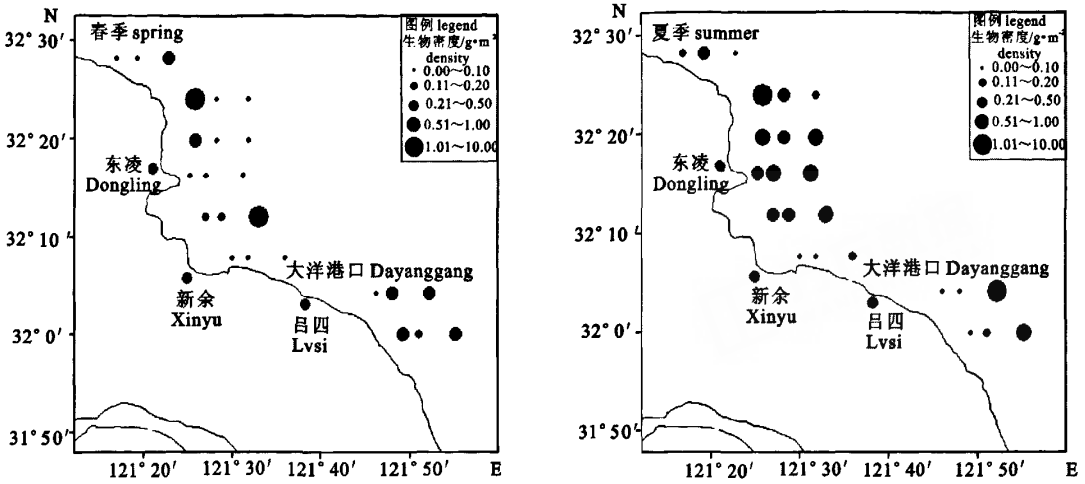 N
春季 spring
图例 legend
生物密度/g·m⁻²
density
0.00～0.10
0.11～0.20
0.21～0.50
0.51～1.00
1.01～10.00
32° 30′
32° 20′
32° 10′
32° 0′
31° 50′
东凌
Dongling
新余
Xinyu
吕四
Lvsi
大洋港口 Dayanggang
121° 20′
121° 30′
121° 40′
121° 50′
E
N
夏季 summer
图例 legend
生物密度/g·m⁻²
density
0.00～0.10
0.11～0.20
0.21～0.50
0.51～1.00
1.01～10.00
32° 30′
32° 20′
32° 10′
32° 0′
31° 50′
东凌
Dongling
新余
Xinyu
吕四
Lvsi
大洋港口 Dayanggang
121° 20′
121° 30′
121° 40′
121° 50′
E